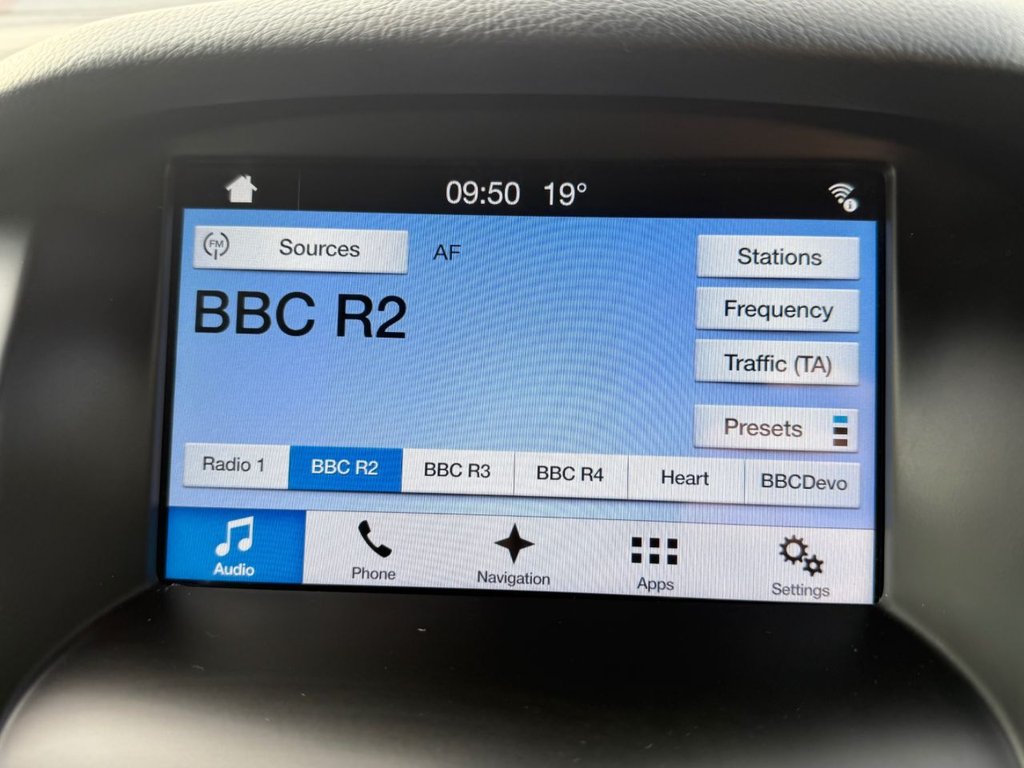 09:50 19°
FM Sources AF Stations
BBC R2
Frequency
Traffic (TA)
Presets
Radio 1 BBC R2 BBC R3 BBC R4 Heart BBCDevo
Audio Phone Navigation Apps Settings